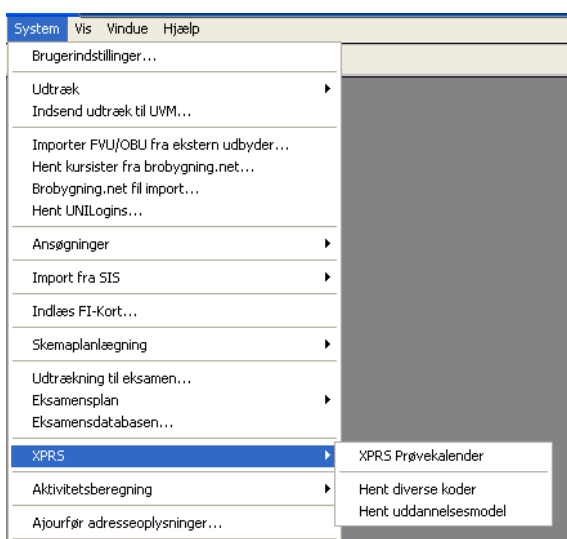 System Vis Vindue Hjælp
Brugerindstillinger...
Udtræk
Indsend udtræk til UVM...
Importer FVU/OBU fra ekstern udbyder...
Hent kursister fra brobygning.net...
Brobygning.net fil import...
Hent UNILogins...
Ansøgninger
Import fra SIS
Indlæs FI-Kort...
Skemaplanlægning
Udtrækning til eksamen...
Eksamensplan
Eksamensdatabasen...
XPRS
XPRS Prøvekalender
Aktivitetsberegning
Hent diverse koder
Hent uddannelsesmodel
Ajourfør adresseoplysninger...